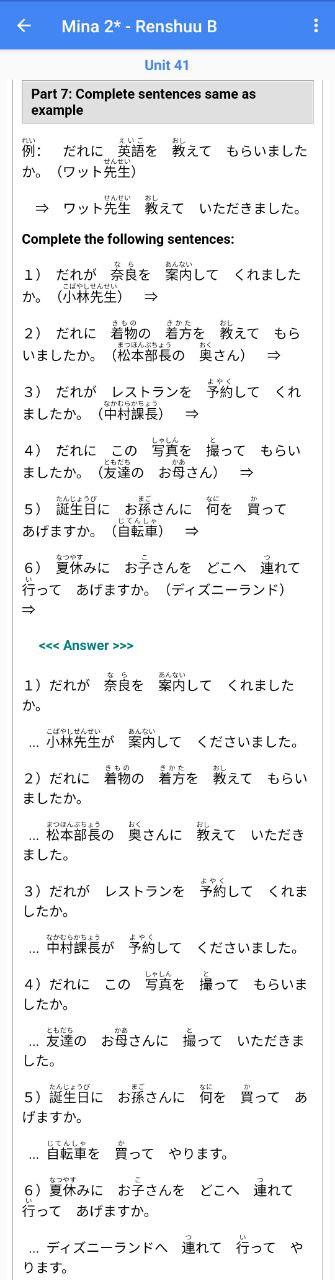 Mina 2* - Renshuu B
Unit 41
Part 7: Complete sentences same as
example
例: だれに 英語を 教えて もらいました
か。（ワット先生）
⇒ ワット先生 教えて いただきました。
Complete the following sentences:
１）だれが 奈良を 案内して くれました
か。（小林先生） ⇒
２）だれに 着物の 着方を 教えて もら
いましたか。（松本部長の 奥さん） ⇒
３）だれが レストランを 予約して くれ
ましたか。（中村課長） ⇒
４）だれに この 写真を 撮って もらい
ましたか。（友達の お母さん） ⇒
５）誕生日に お孫さんに 何を 買って
あげますか。（自転車） ⇒
６）夏休みに お子さんを どこへ 連れて
行って あげますか。（ディズニーランド）
⇒
<<< Answer >>>
１）だれが 奈良を 案内して くれました
か。
... 小林先生が 案内して くださいました。
２）だれに 着物の 着方を 教えて もらい
ましたか。
... 松本部長の 奥さんに 教えて いただき
ました。
３）だれが レストランを 予約して くれま
したか。
... 中村課長が 予約して くださいました。
４）だれに この 写真を 撮って もらいま
したか。
... 友達の お母さんに 撮って いただきま
した。
５）誕生日に お孫さんに 何を 買って あ
げますか。
... 自転車を 買って やります。
６）夏休みに お子さんを どこへ 連れて
行って あげますか。
... ディズニーランドへ 連れて 行って や
ります。